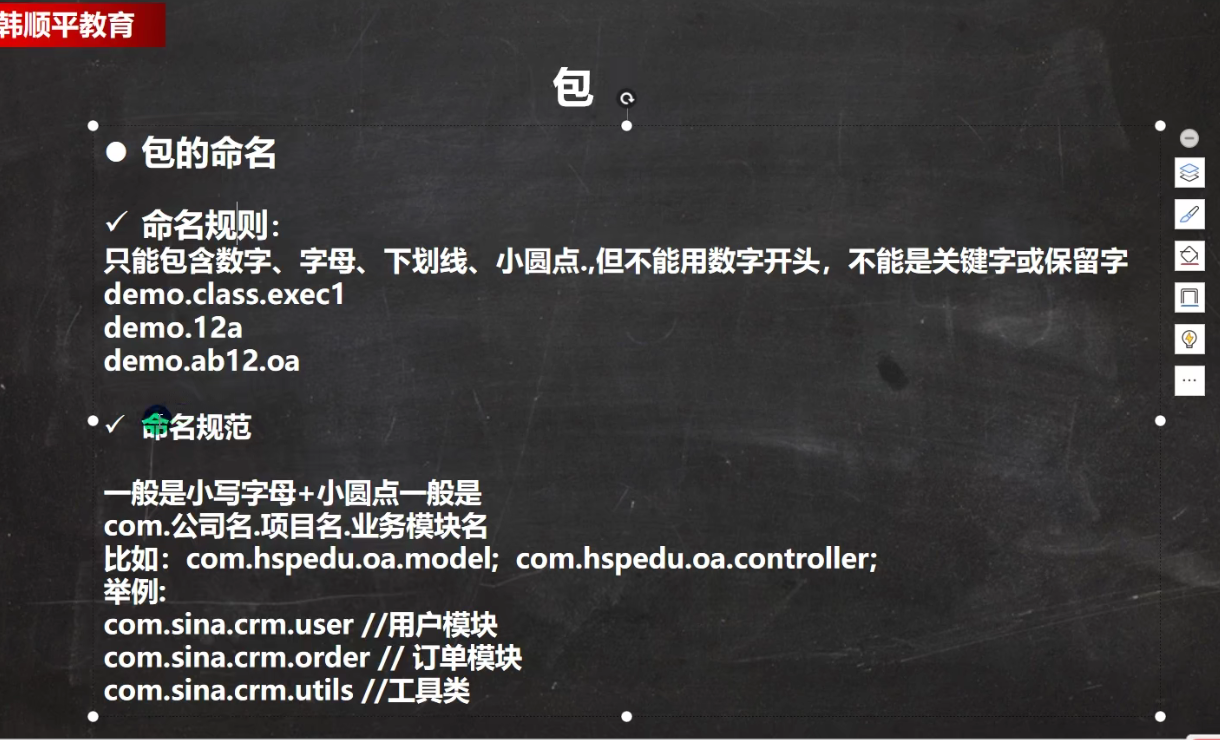 韩顺平教育
包
● 包的命名
✓ 命名规则：
只能包含数字、字母、下划线、小圆点.,但不能用数字开头，不能是关键字或保留字
demo.class.exec1
demo.12a
demo.ab12.oa
✓ 命名规范
一般是小写字母+小圆点一般是
com.公司名.项目名.业务模块名
比如：com.hspedu.oa.model; com.hspedu.oa.controller;
举例:
com.sina.crm.user //用户模块
com.sina.crm.order // 订单模块
com.sina.crm.utils //工具类